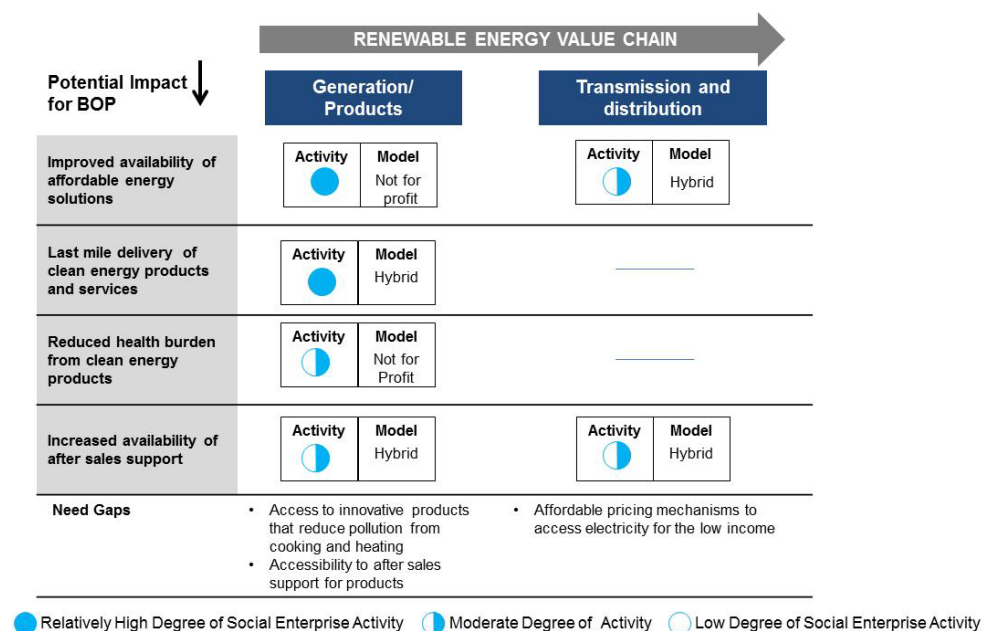 RENEWABLE ENERGY VALUE CHAIN
Potential Impact
for BOP
Generation/
Products
Transmission and
distribution
Improved availability of
affordable energy
solutions
Activity
Model
Not for
profit
Activity
Model
Hybrid
Last mile delivery of
clean energy products
and services
Activity
Model
Hybrid
Reduced health burden
from clean energy
products
Activity
Model
Not for
Profit
Increased availability of
after sales support
Activity
Model
Hybrid
Activity
Model
Hybrid
Need Gaps
• Access to innovative products
that reduce pollution from
cooking and heating
• Accessibility to after sales
support for products
• Affordable pricing mechanisms to
access electricity for the low income
Relatively High Degree of Social Enterprise Activity
Moderate Degree of Activity
Low Degree of Social Enterprise Activity